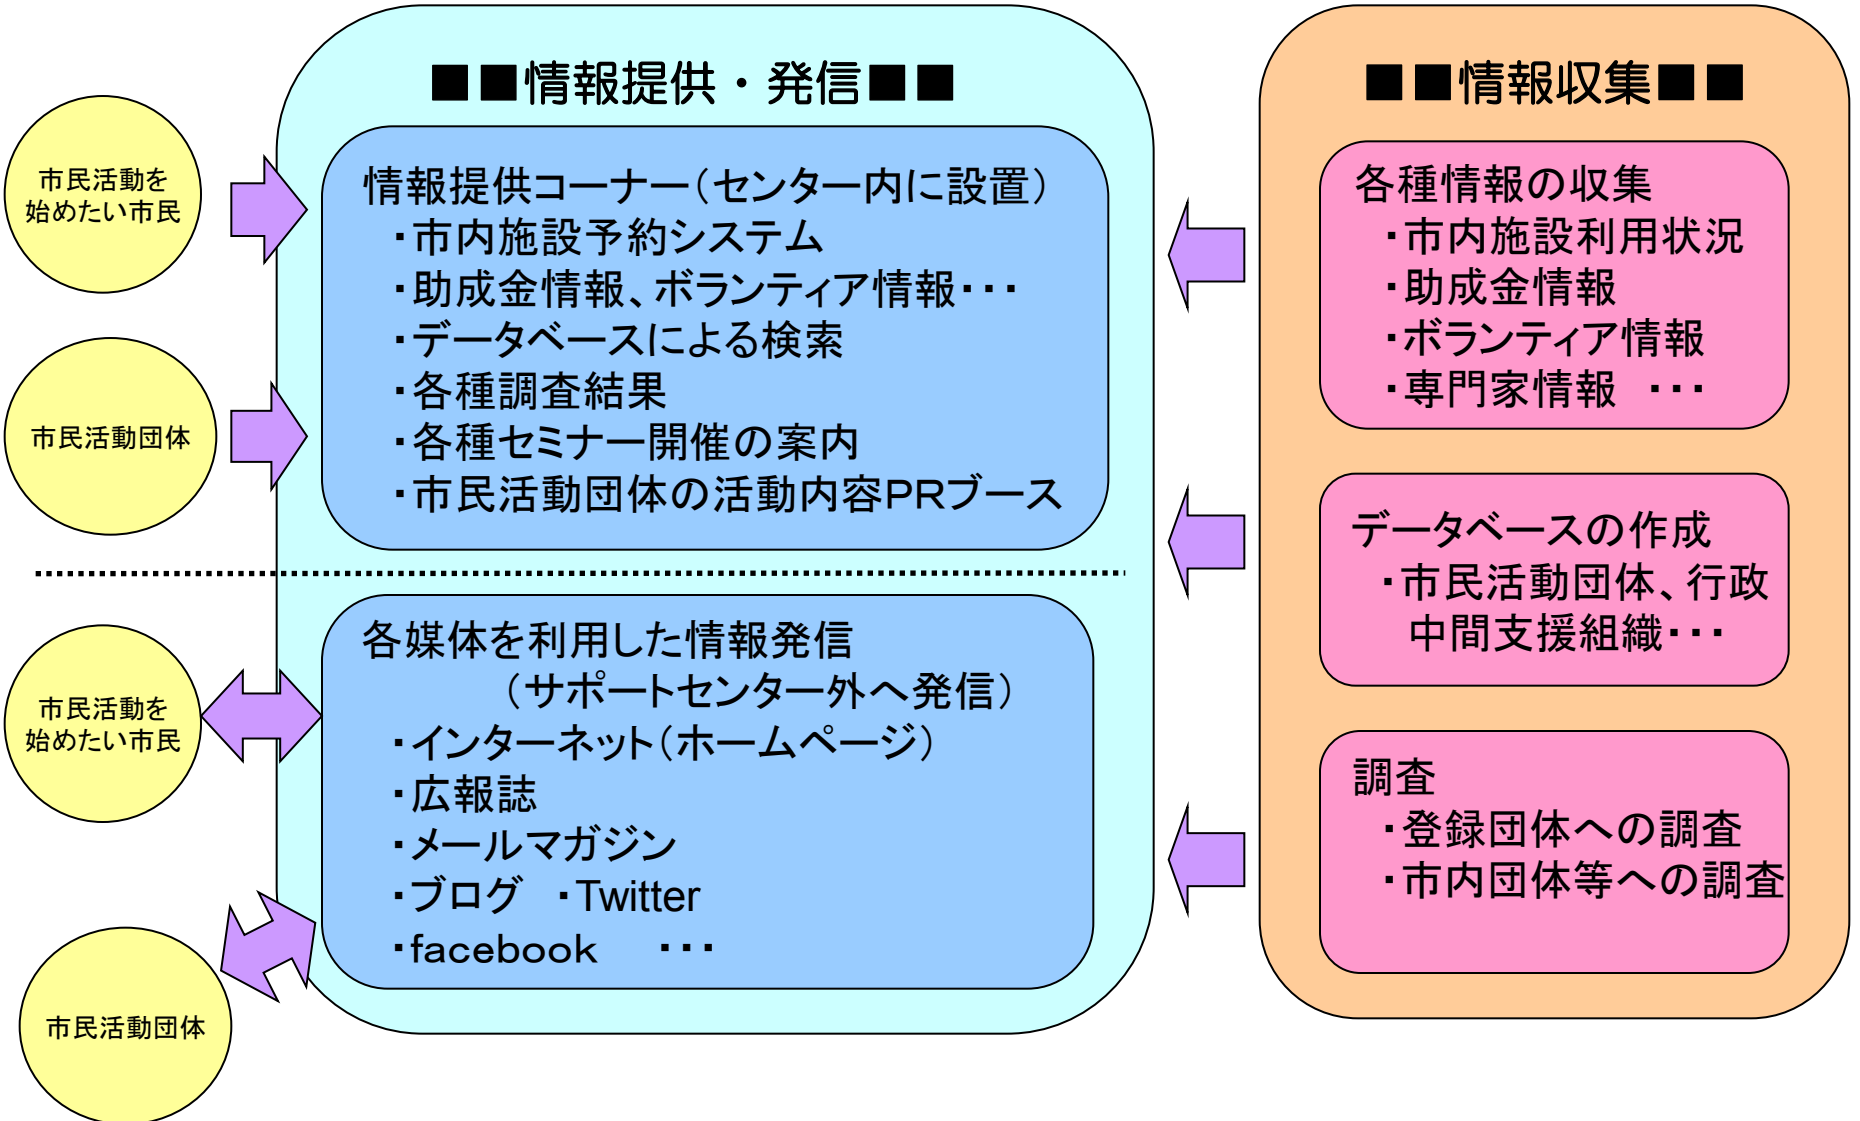 ■■情報提供・発信■■
情報提供コーナー（センター内に設置）
・市内施設予約システム
・助成金情報、ボランティア情報・・・
・データベースによる検索
・各種調査結果
・各種セミナー開催の案内
・市民活動団体の活動内容PRブース
各媒体を利用した情報発信
（サポートセンター外へ発信）
・インターネット（ホームページ）
・広報誌
・メールマガジン
・ブログ　・Twitter
・facebook　・・・
■■情報収集■■
各種情報の収集
・市内施設利用状況
・助成金情報
・ボランティア情報
・専門家情報　・・・
データベースの作成
・市民活動団体、行政
中間支援組織・・・
調査
・登録団体への調査
・市内団体等への調査
市民活動を
始めたい市民
市民活動団体
市民活動を
始めたい市民
市民活動団体